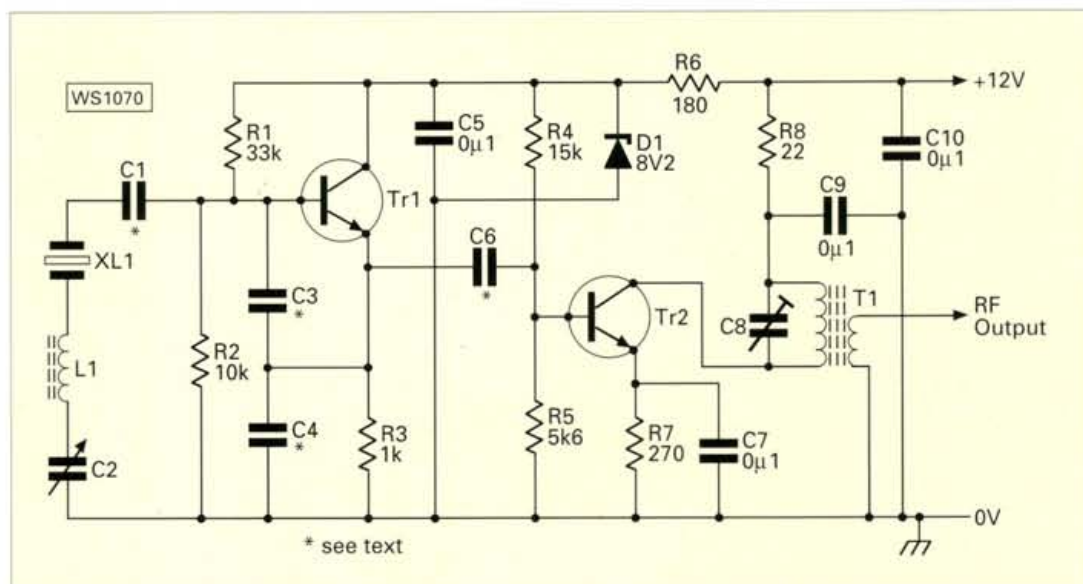 WS1070
R6
180
+12V
R1
33k
C5
0µ1
R4
15k
D1
8V2
R8
22
C10
0µ1
C1
*
Tr1
C9
0µ1
XL1
C6
*
C3
*
Tr2
C8
T1
RF
Output
L1
R2
10k
C4
*
R3
1k
R5
5k6
R7
270
C7
0µ1
C2
0V
* see text